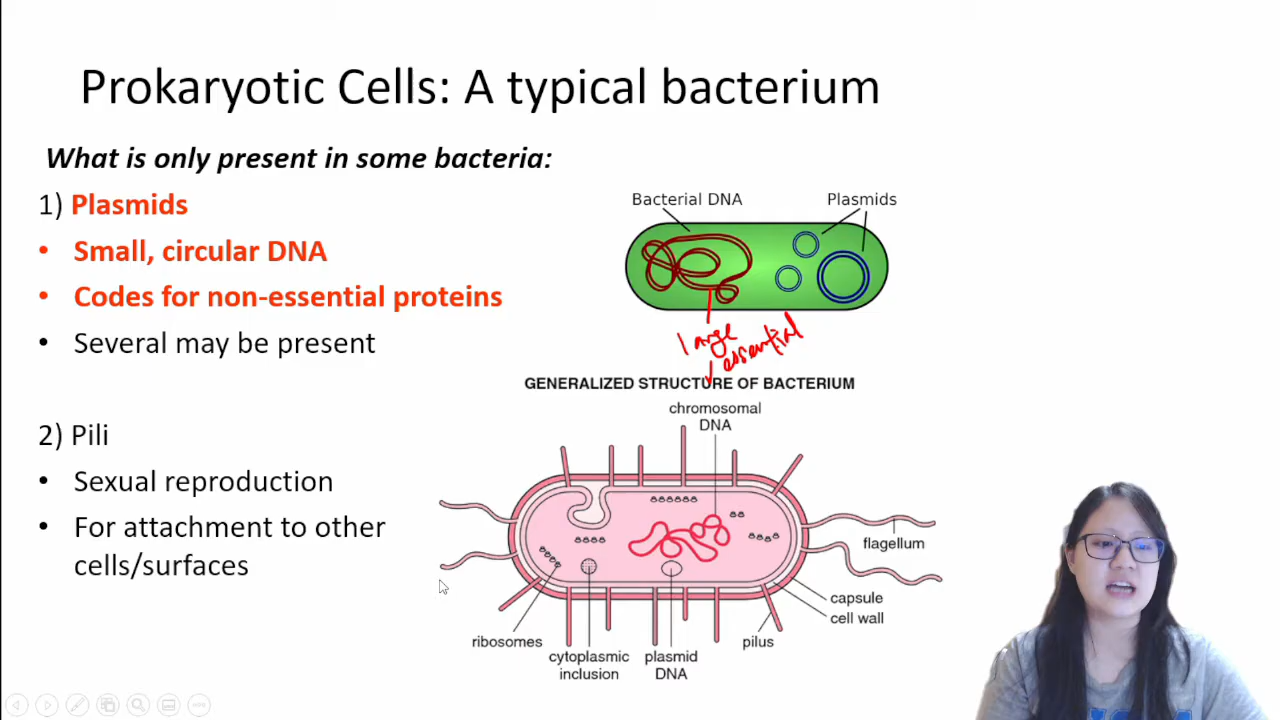 Prokaryotic Cells: A typical bacterium
What is only present in some bacteria:
1) Plasmids
• Small, circular DNA
• Codes for non-essential proteins
• Several may be present
2) Pili
• Sexual reproduction
• For attachment to other
cells/surfaces
Bacterial DNA
Plasmids
large
essential
GENERALIZED STRUCTURE OF BACTERIUM
chromosomal
DNA
flagellum
capsule
cell wall
pilus
plasmid
DNA
cytoplasmic
inclusion
ribosomes